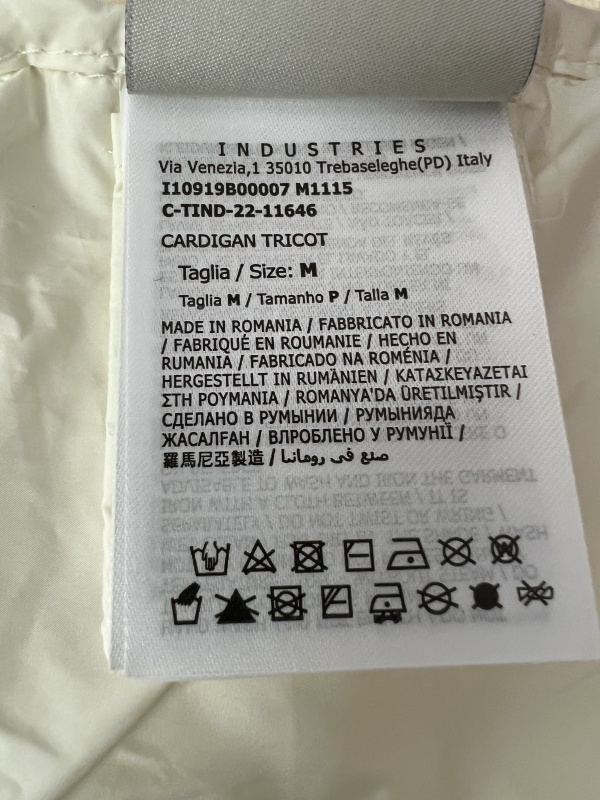 INDUSTRIES
Via Venezia,1 35010 Trebaseleghe(PD) Italy
I10919B00007 M1115
C-TIND-22-11646
CARDIGAN TRICOT
Taglia / Size: M
Taglia M / Tamanho P / Talla M
MADE IN ROMANIA / FABBRICATO IN ROMANIA
/ FABRIQUÉ EN ROUMANIE / HECHO EN
RUMANIA / FABRICADO NA ROMÉNIA /
HERGESTELLT IN RUMÄNIEN / ΚΑΤΑΣΚΕΥΑΖΕΤΑΙ
ΣΤΗ ΡΟΥΜΑΝΙΑ / ROMANYA'DA ÜRETILMIŞTIR /
СДЕЛАНО В РУМЫНИИ / РУМЫНИЯДА
ЖАСАЛҒАН / ВПРОБЛЕНО У РУМУНІЇ /
羅馬尼亞製造 / صنع في رومانيا